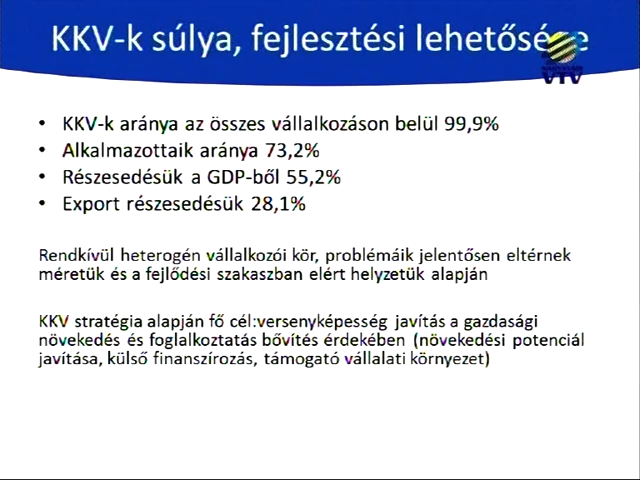 KKV-k súlya, fejlesztési lehetősége
VTV
• KKV-k aránya az összes vállalkozáson belül 99,9%
• Alkalmazottaik aránya 73,2%
• Részesedésük a GDP-ből 55,2%
• Export részesedésük 28,1%
Rendkívül heterogén vállalkozói kör, problémáik jelentősen eltérnek
méretük és a fejlődési szakaszban elért helyzetük alapján
KKV stratégia alapján fő cél:versenyképesség javítás a gazdasági
növekedés és foglalkoztatás bővítés érdekében (növekedési potenciál
javítása, külső finanszírozás, támogató vállalati környezet)